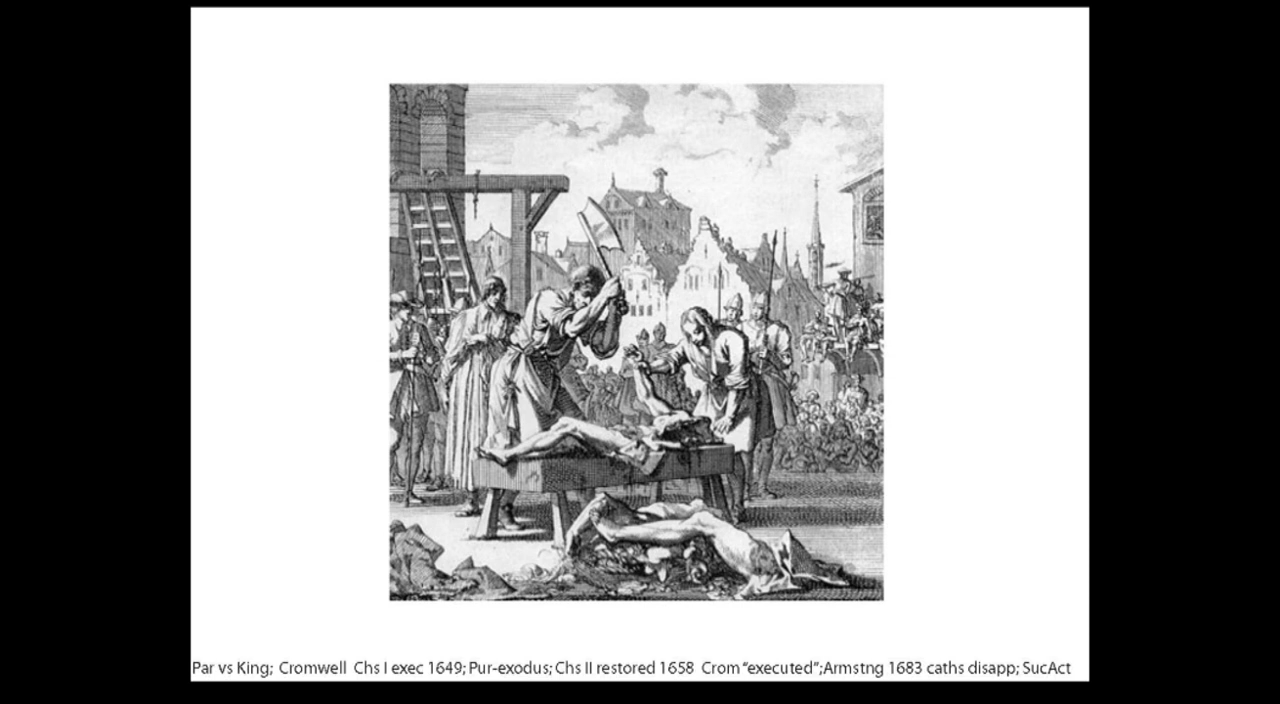 Par vs King; Cromwell Chs I exec 1649; Pur-exodus; Chs II restored 1658 Crom “executed”;Armstng 1683 caths disapp; SucAct